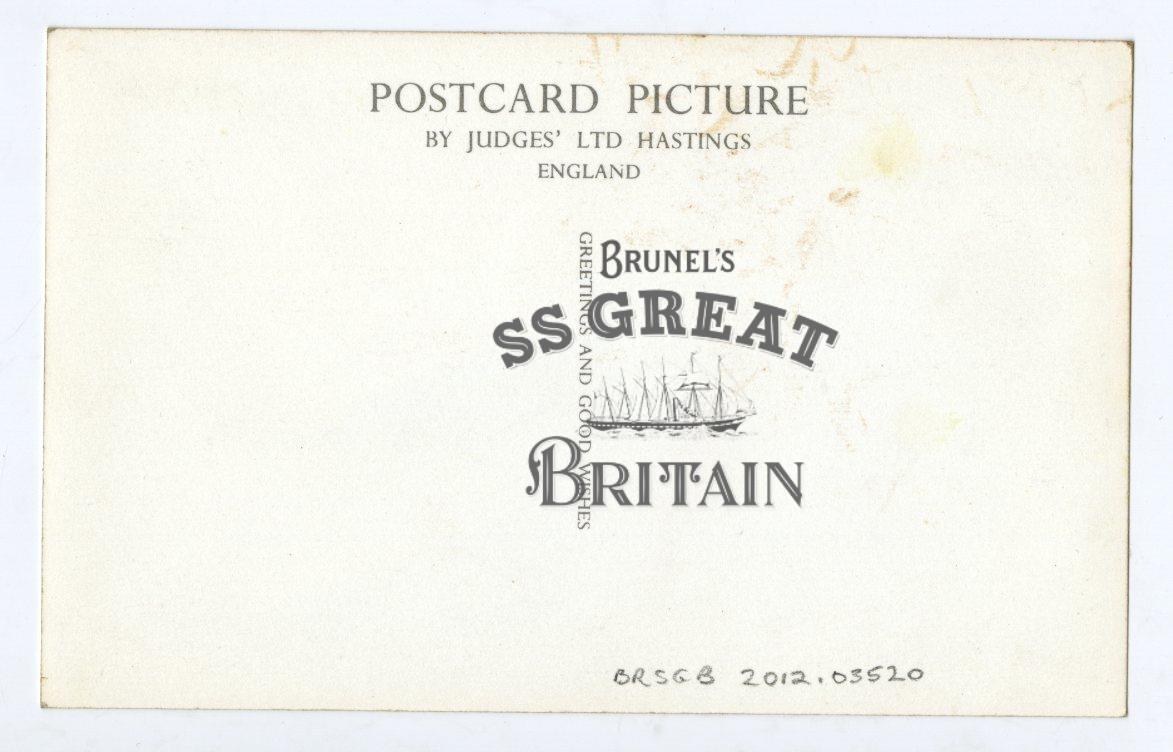 POSTCARD PICTURE
BY JUDGES' LTD HASTINGS
ENGLAND
GREETINGS AND GOOD WISHES
BRUNEL'S
SS GREAT
BRITAIN
BRSGB 2012.03520